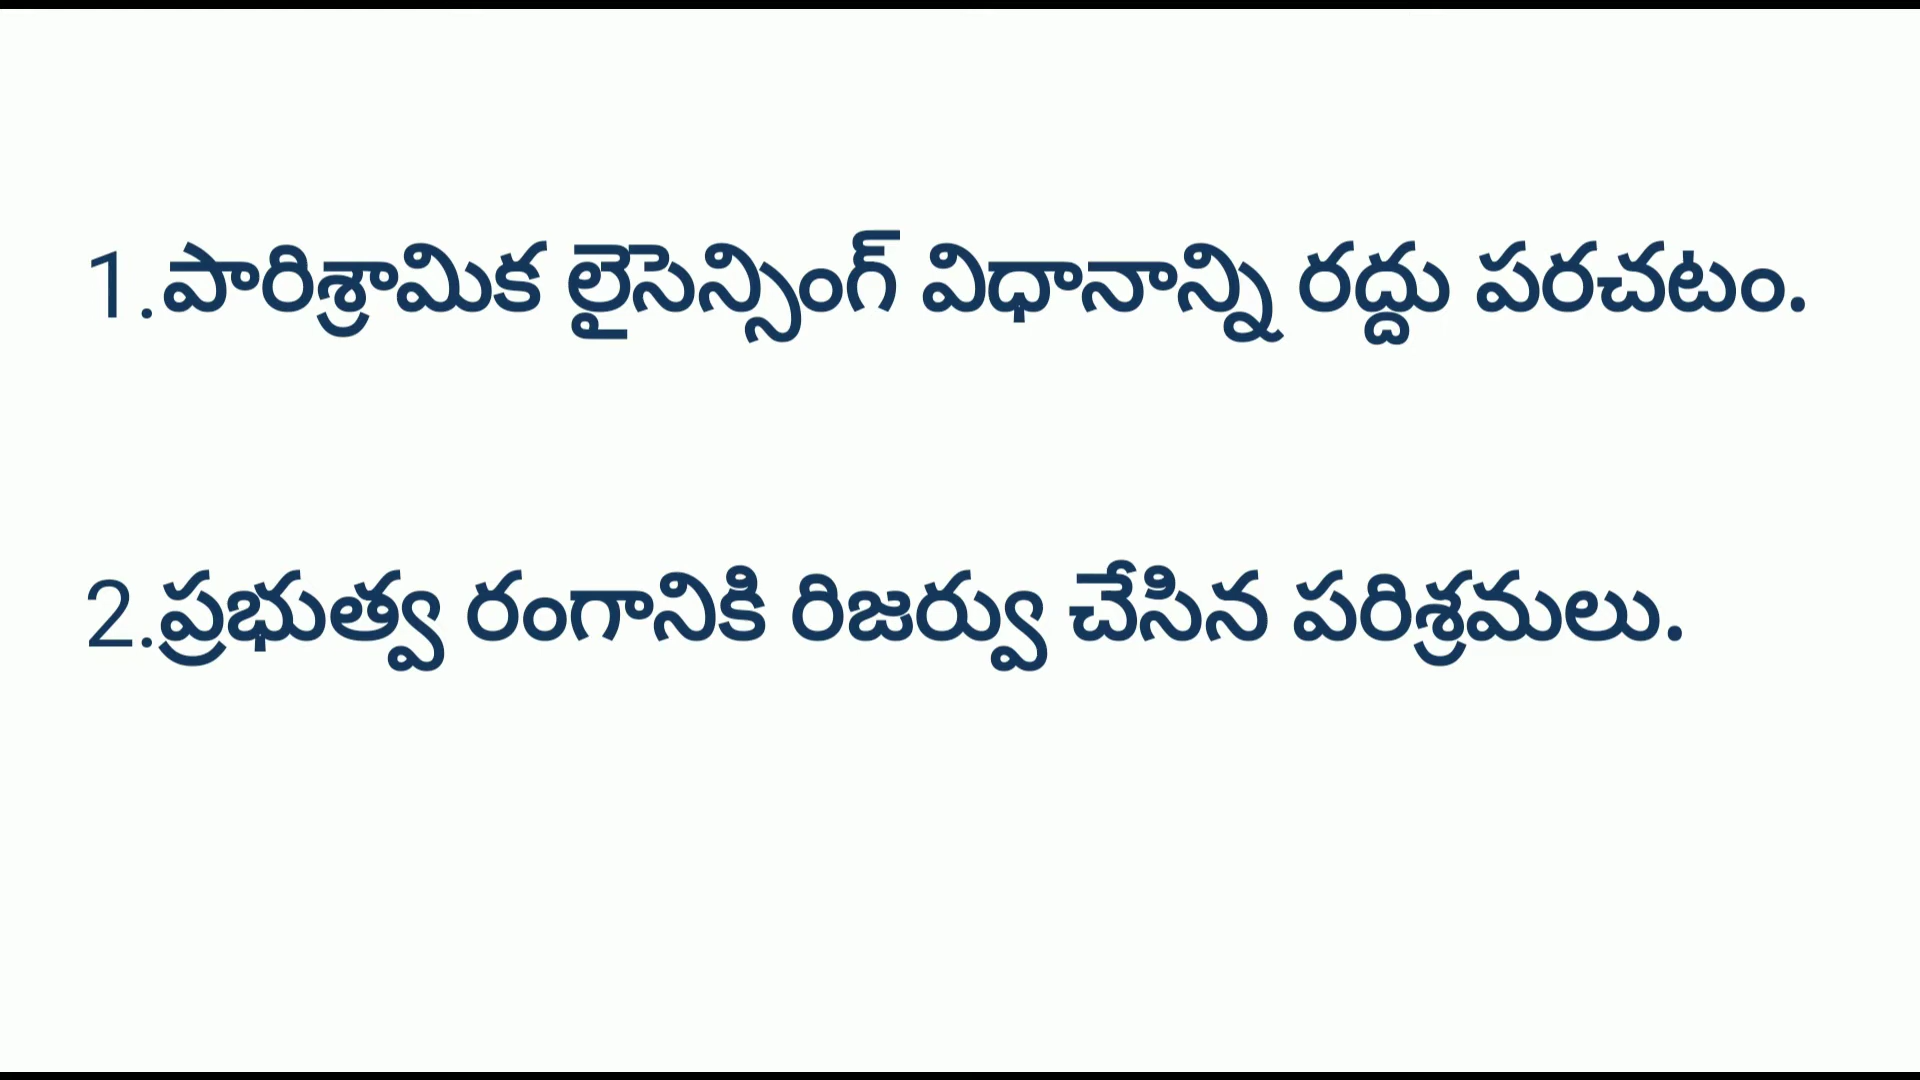 1.పారిశ్రామిక లైసెన్సింగ్ విధానాన్ని రద్దు పరచటం.
2.ప్రభుత్వ రంగానికి రిజర్వు చేసిన పరిశ్రమలు.